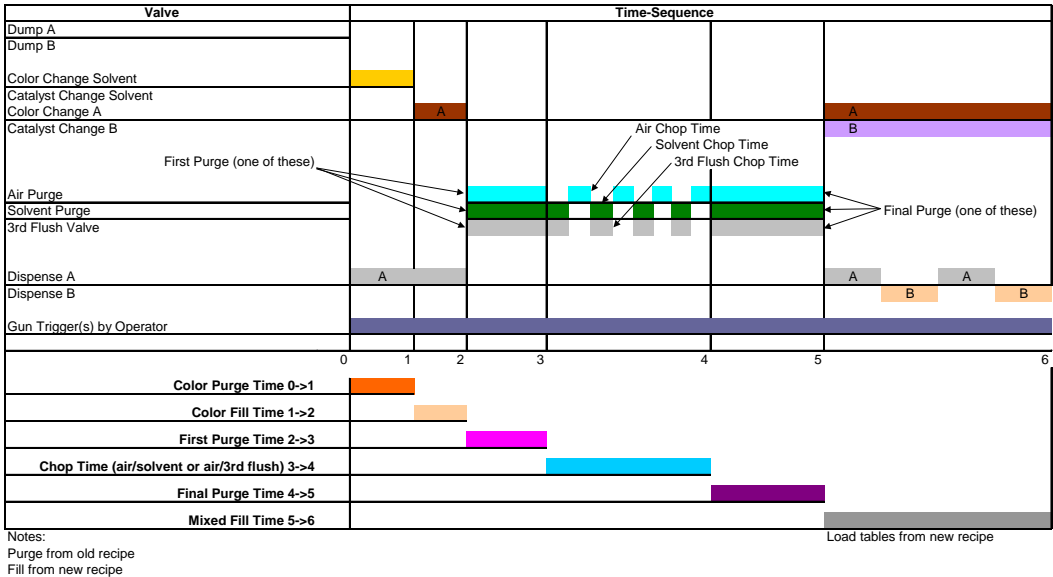 Valve Time-Sequence
Dump A
Dump B
Color Change Solvent
Catalyst Change Solvent
Color Change A A A
Catalyst Change B B
Air Chop Time
Solvent Chop Time
First Purge (one of these) 3rd Flush Chop Time
Air Purge
Solvent Purge Final Purge (one of these)
3rd Flush Valve
Dispense A A A A
Dispense B B B
Gun Trigger(s) by Operator
0 1 2 3 4 5 6
Color Purge Time 0->1
Color Fill Time 1->2
First Purge Time 2->3
Chop Time (air/solvent or air/3rd flush) 3->4
Final Purge Time 4->5
Mixed Fill Time 5->6
Notes: Load tables from new recipe
Purge from old recipe
Fill from new recipe